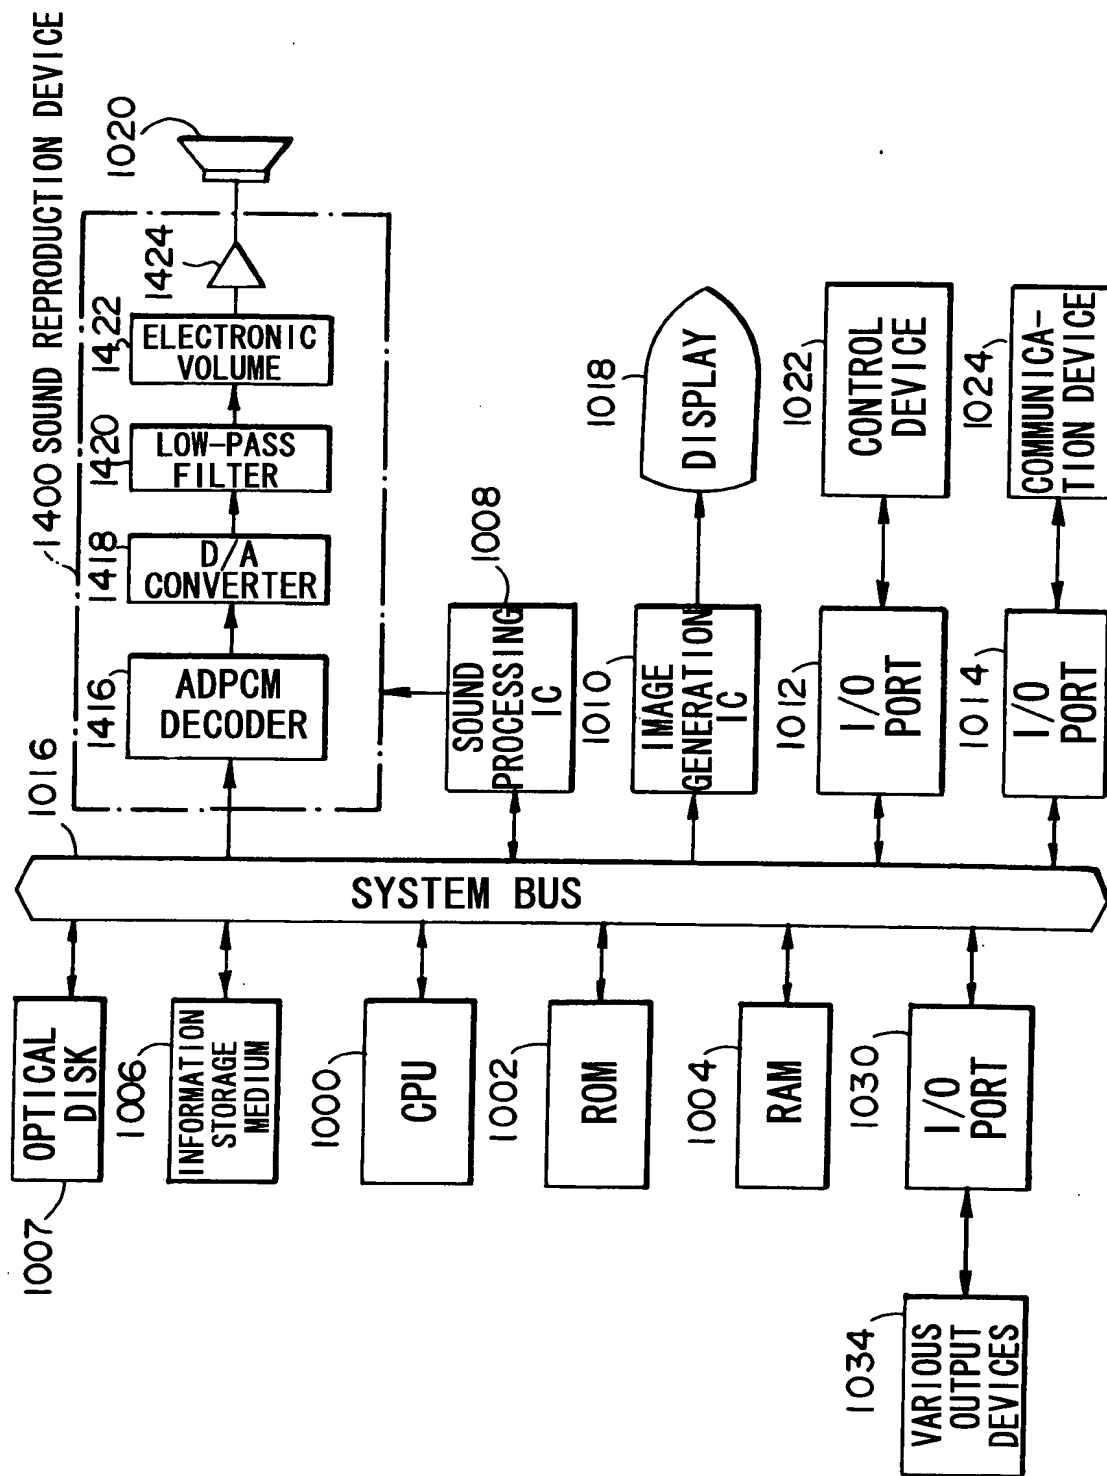 1400 SOUND REPRODUCTION DEVICE
1020
1424
1422
ELECTRONIC
VOLUME
1420
LOW-PASS
FILTER
1418
D/A
CONVERTER
1416
ADPCM
DECODER
1016
SYSTEM BUS
1008
SOUND
PROCESSING
IC
1010
IMAGE
GENERATION
IC
1018
DISPLAY
1012
I/O
PORT
1022
CONTROL
DEVICE
1014
I/O
PORT
1024
COMMUNICA-
TION DEVICE
1007
OPTICAL
DISK
1006
INFORMATION
STORAGE
MEDIUM
1000
CPU
1002
ROM
1004
RAM
1030
I/O
PORT
1034
VARIOUS
OUTPUT
DEVICES